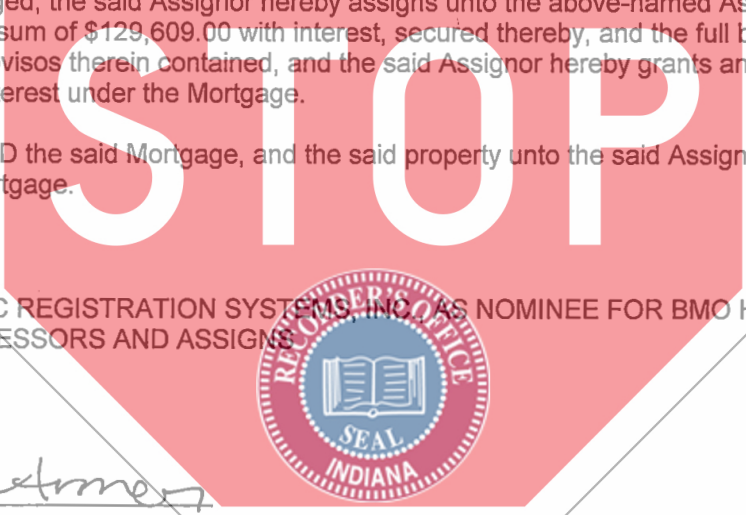 ged, the said Assignor hereby assigns unto the above-named As
sum of $129,609.00 with interest, secured thereby, and the full b
visos therein contained, and the said Assignor hereby grants an
erest under the Mortgage.
D the said Mortgage, and the said property unto the said Assign
tgage.
STOP
C REGISTRATION SYSTEMS, INC., AS NOMINEE FOR BMO H
ESSORS AND ASSIGNS
RECORDER'S OFFICE
SEAL
INDIANA